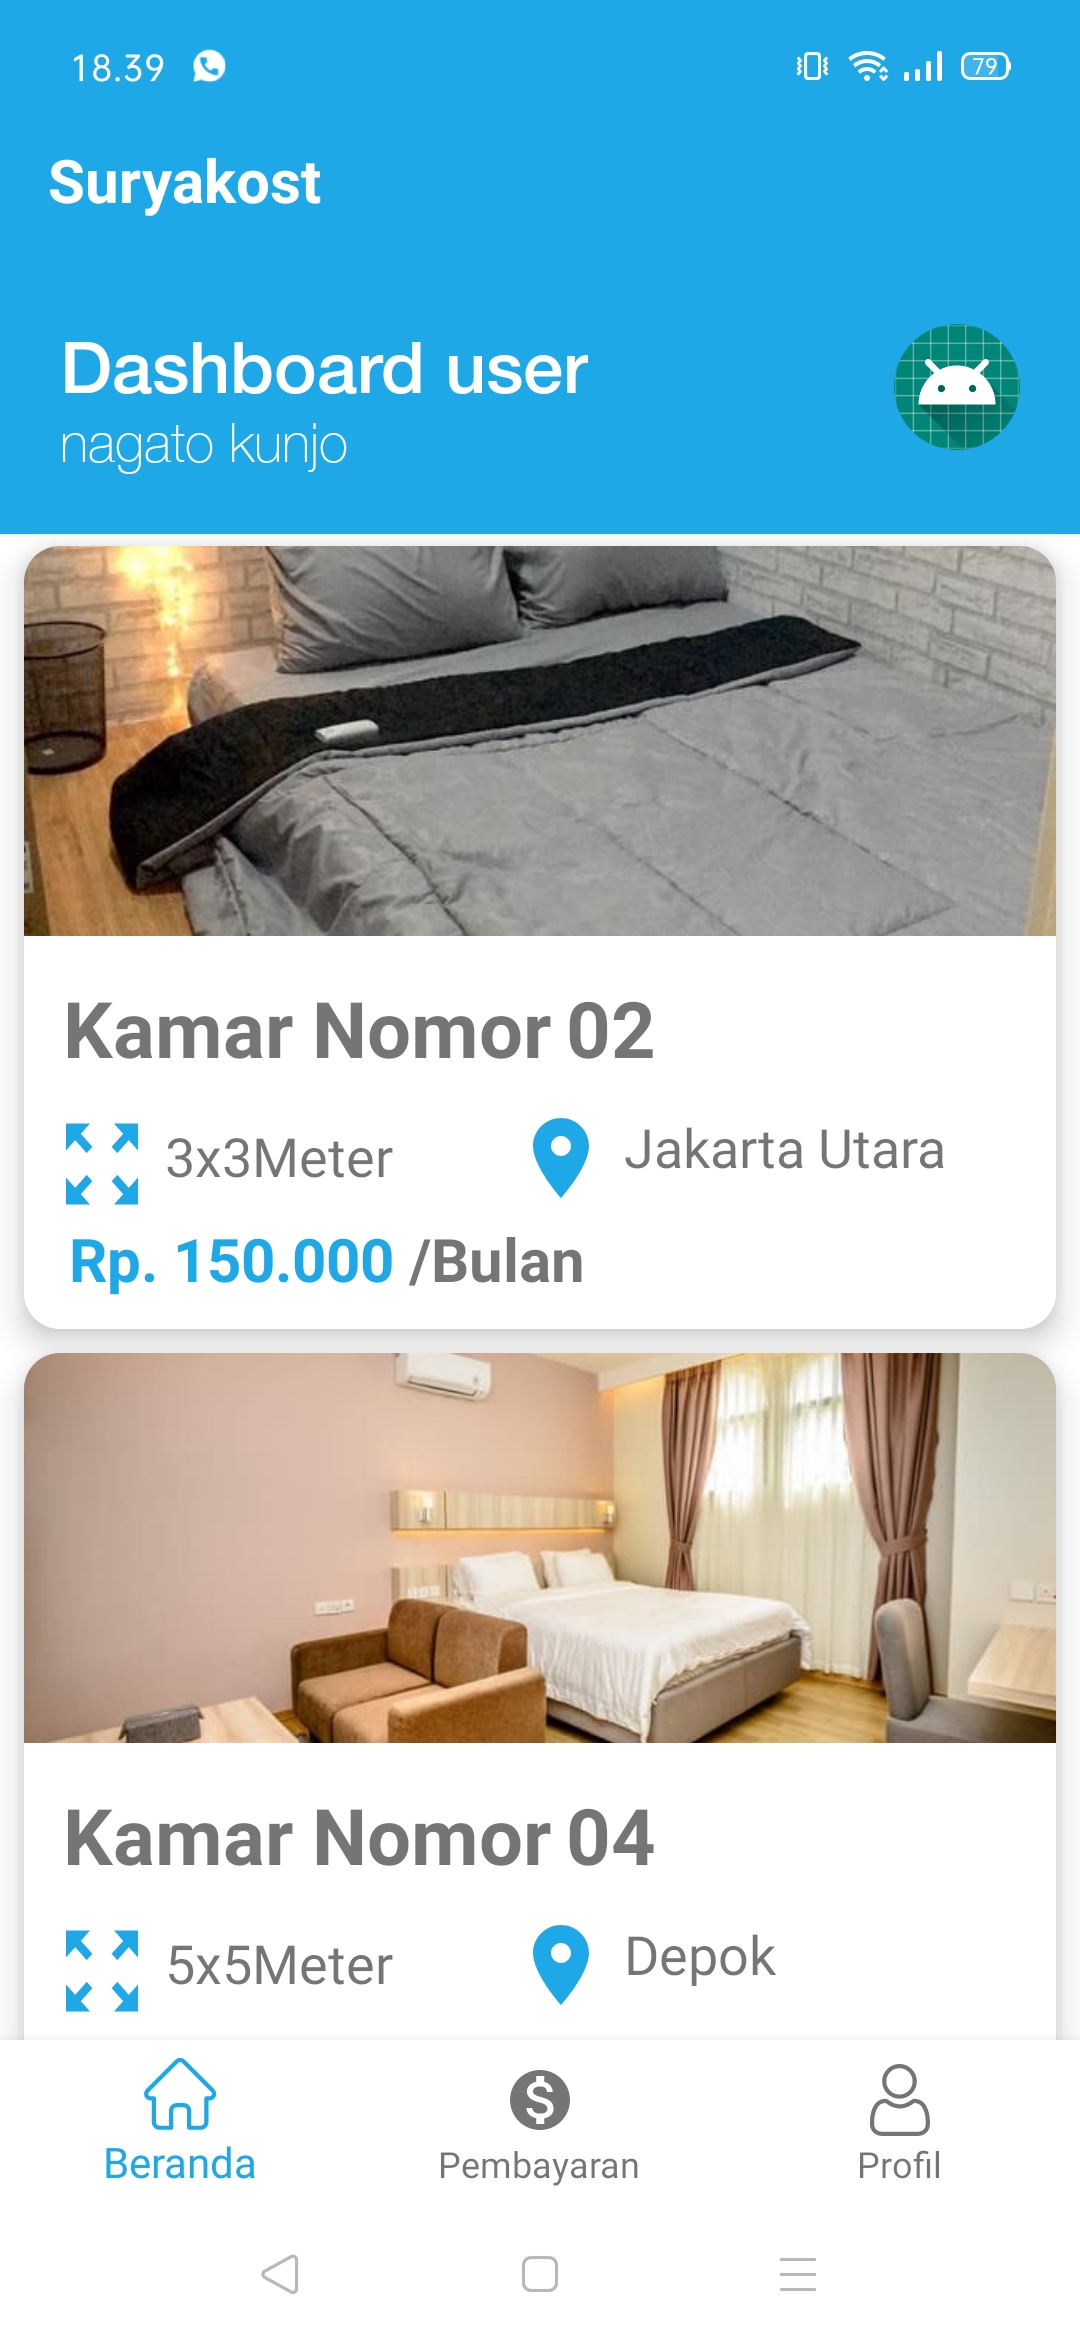 18.39
79
Suryakost
Dashboard user
nagato kunjo
Kamar Nomor 02
3x3Meter
Jakarta Utara
Rp. 150.000 /Bulan
Kamar Nomor 04
5x5Meter
Depok
Beranda
Pembayaran
Profil